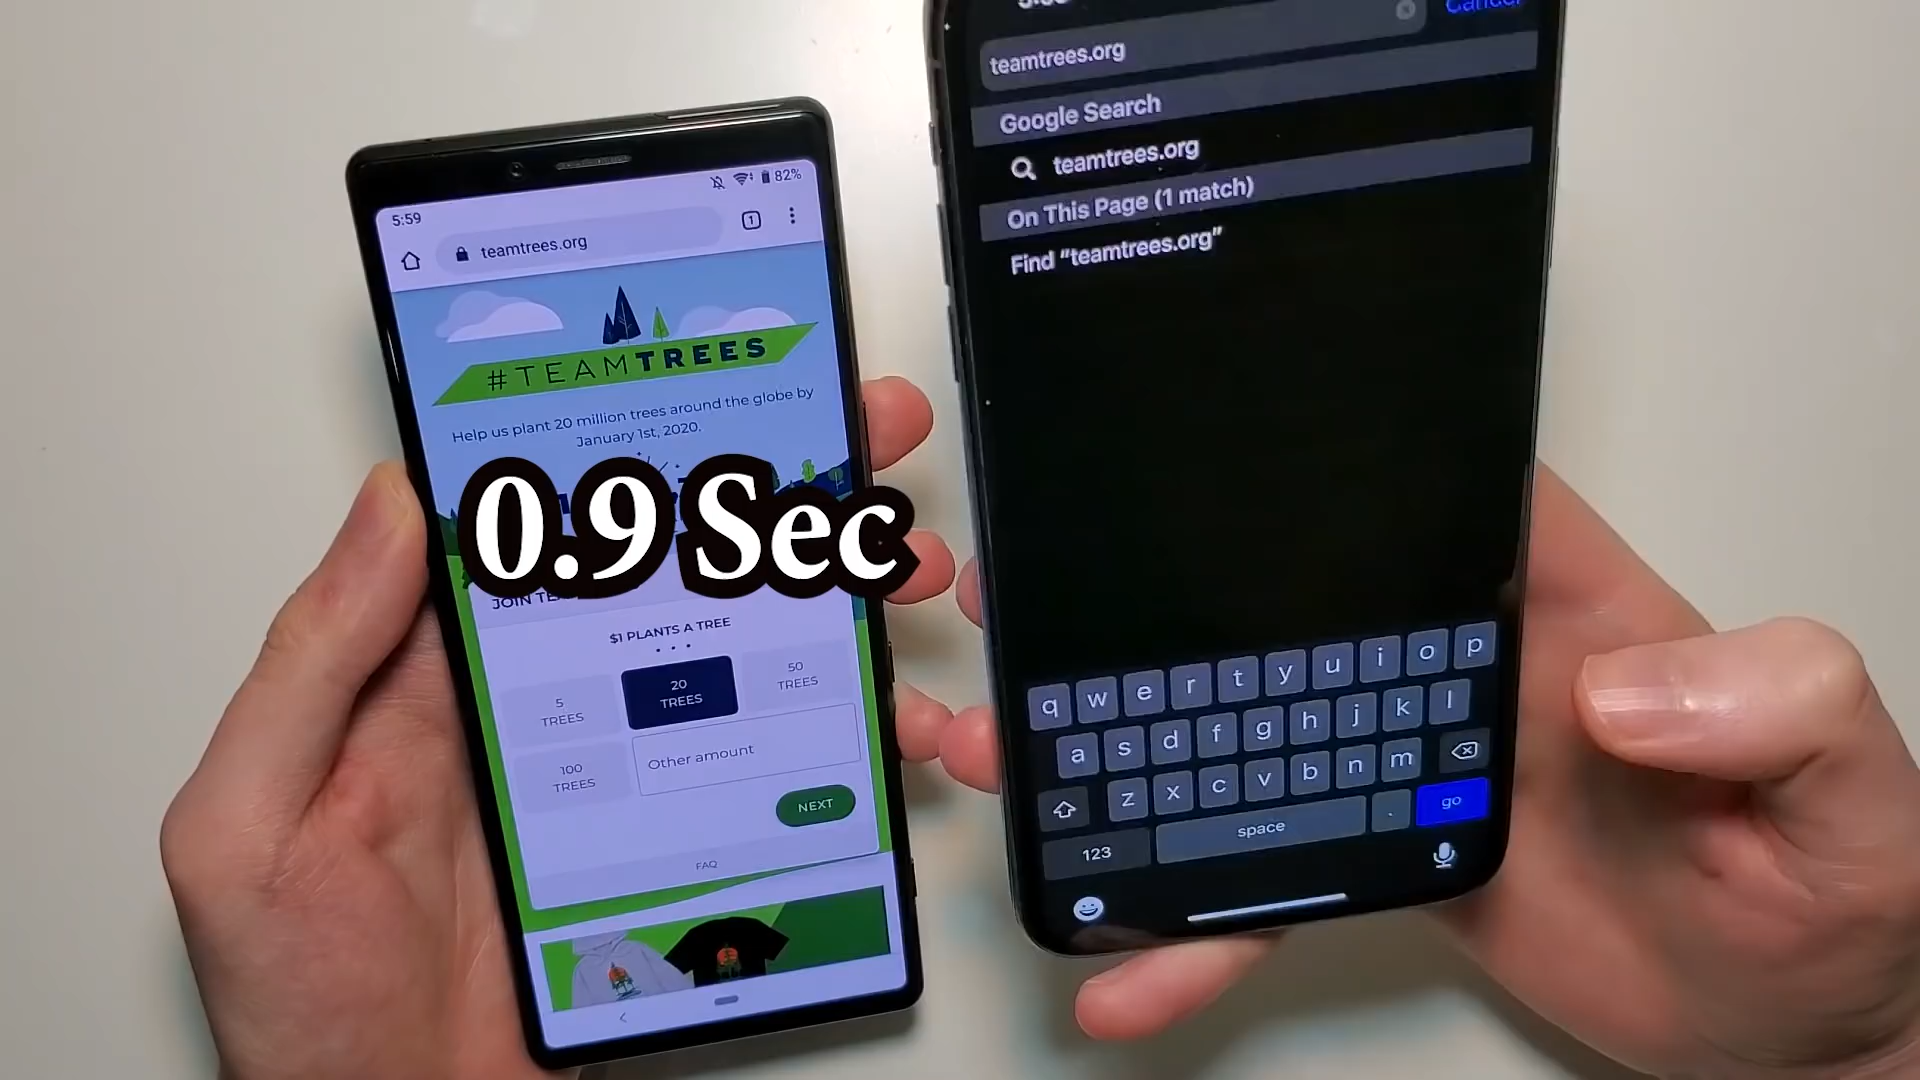 5:59
82%
teamtrees.org
1
#TEAMTREES
Help us plant 20 million trees around the globe by
January 1st, 2020.
0.9 Sec
JOIN
$1 PLANTS A TREE
5
TREES
20
TREES
50
TREES
100
TREES
Other amount
NEXT
FAQ
Cancel
teamtrees.org
Google Search
teamtrees.org
On This Page (1 match)
Find “teamtrees.org”
q w e r t y u i o p
a s d f g h j k l
z x c v b n m
123
space
.
go